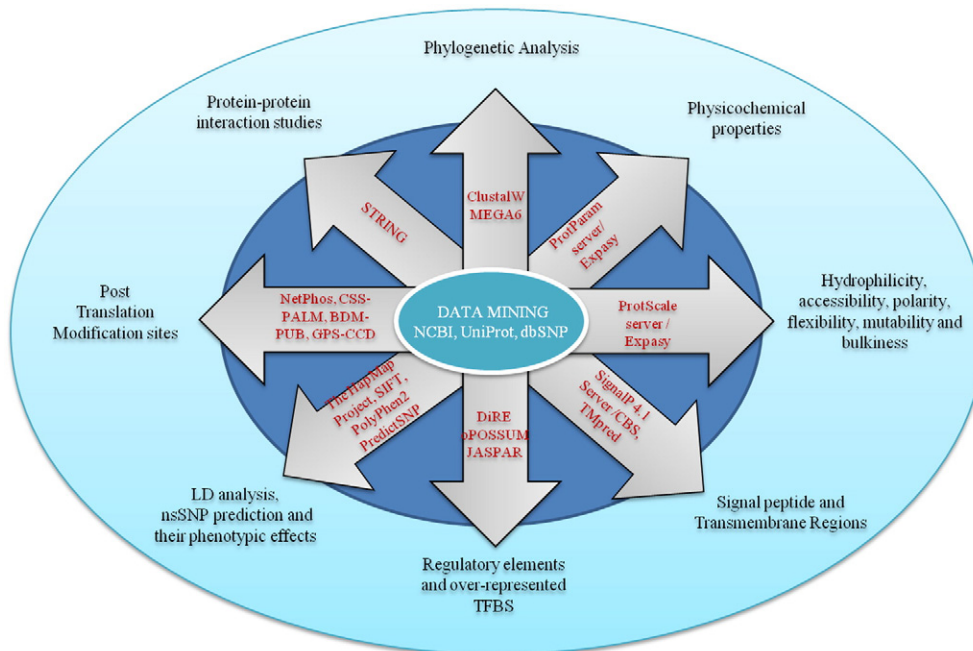 Phylogenetic Analysis
Protein-protein
interaction studies
Physicochemical
properties
STRING
ClustalW
MEGA6
ProtParam
server/
Expasy
Post
Translation
Modification sites
NetPhos, CSS-
PALM, BDM-
PUB, GPS-CCD
DATA MINING
NCBI, UniProt, dbSNP
ProtScale
server /
Expasy
Hydrophilicity,
accessibility, polarity,
flexibility, mutability and
bulkiness
TheHapMap
Project, SIFT,
PolyPhen2
PredictSNP
DiRE
oPOSSUM
JASPAR
SignalP 4.1
Server /CBS,
TMpred
LD analysis,
nsSNP prediction and
their phenotypic effects
Regulatory elements
and over-represented
TFBS
Signal peptide and
Transmembrane Regions